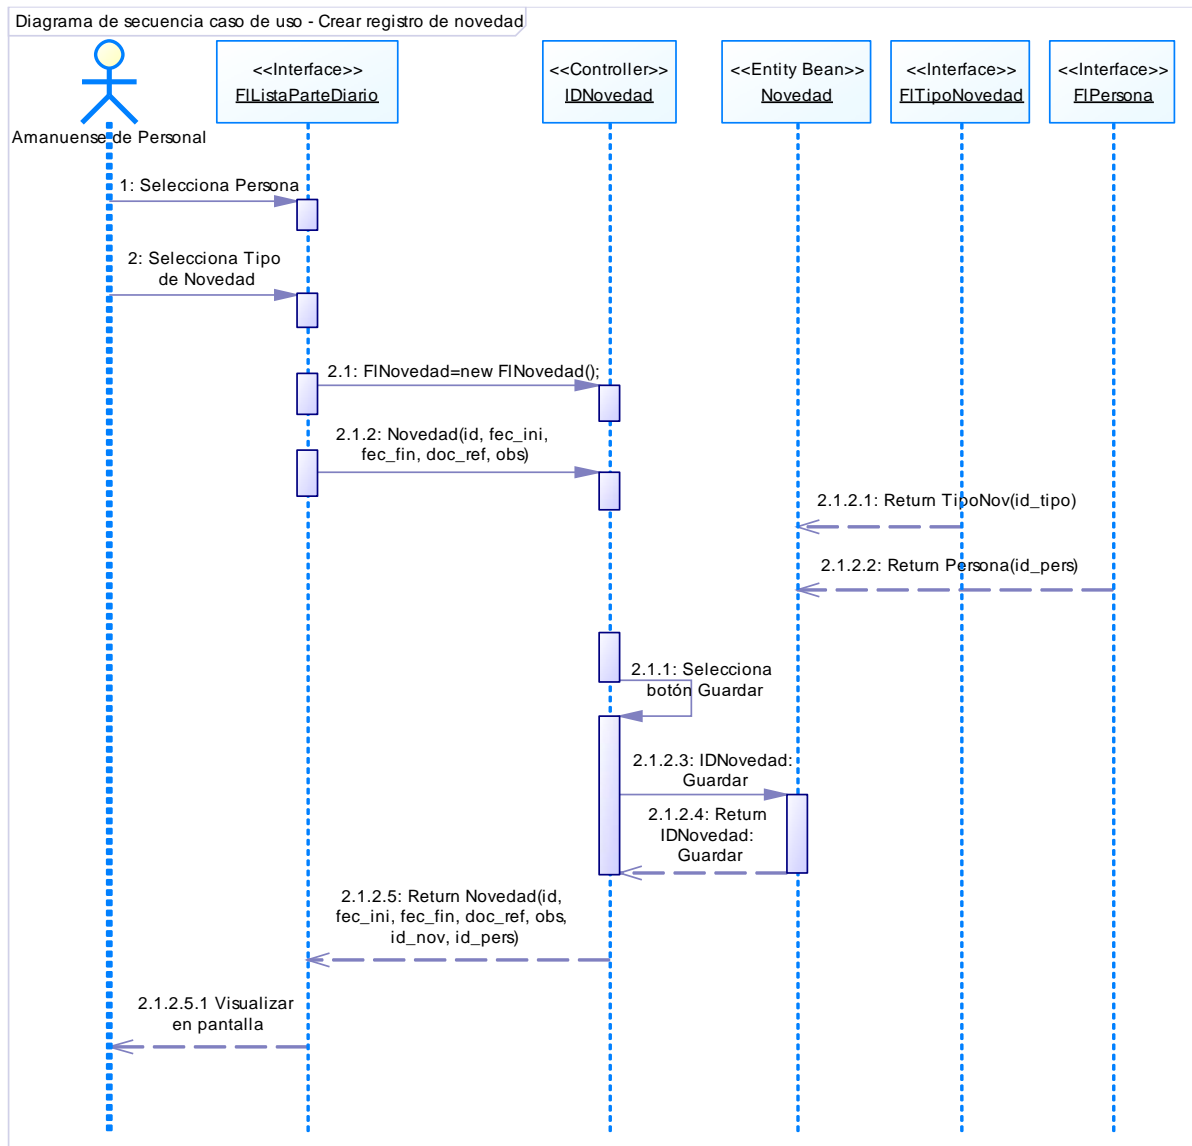 Diagrama de secuencia caso de uso - Crear registro de novedad
<<Interface>>
FIListaParteDiario
<<Controller>>
IDNovedad
<<Entity Bean>>
Novedad
<<Interface>>
FITipoNovedad
<<Interface>>
FIPersona
Amanuense de Personal
1: Selecciona Persona
2: Selecciona Tipo
de Novedad
2.1: FINovedad=new FINovedad();
2.1.2: Novedad(id, fec_ini,
fec_fin, doc_ref, obs)
2.1.2.1: Return TipoNov(id_tipo)
2.1.2.2: Return Persona(id_pers)
2.1.1: Selecciona
botón Guardar
2.1.2.3: IDNovedad:
Guardar
2.1.2.4: Return
IDNovedad:
Guardar
2.1.2.5: Return Novedad(id,
fec_ini, fec_fin, doc_ref, obs,
id_nov, id_pers)
2.1.2.5.1 Visualizar
en pantalla